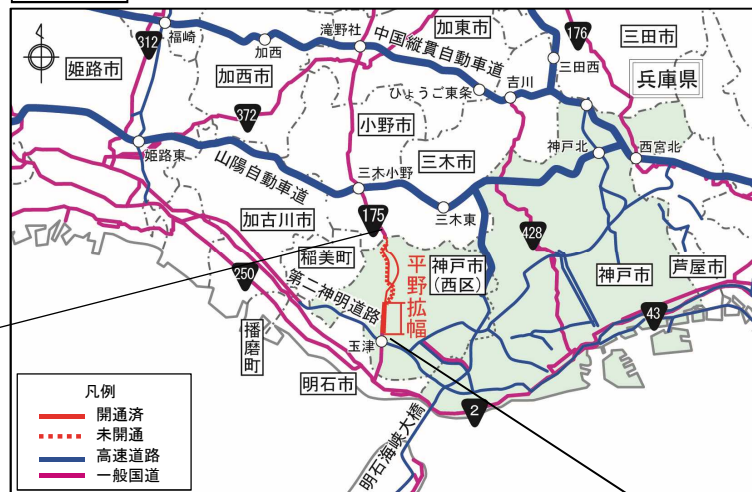 福崎
312
加西
滝野社
加東市
中国縦貫自動車道
176
三田市
三田西
姫路市
加西市
ひょうご東条
吉川
兵庫県
372
小野市
姫路東
三木市
神戸北
西宮北
山陽自動車道
三木小野
三木東
加古川市
175
428
稲美町
神戸市
(西区)
神戸市
芦屋市
250
第二神明道路
平野拡幅
43
播磨町
玉津
明石市
2
明石海峡大橋
凡例
開通済
未開通
高速道路
一般国道